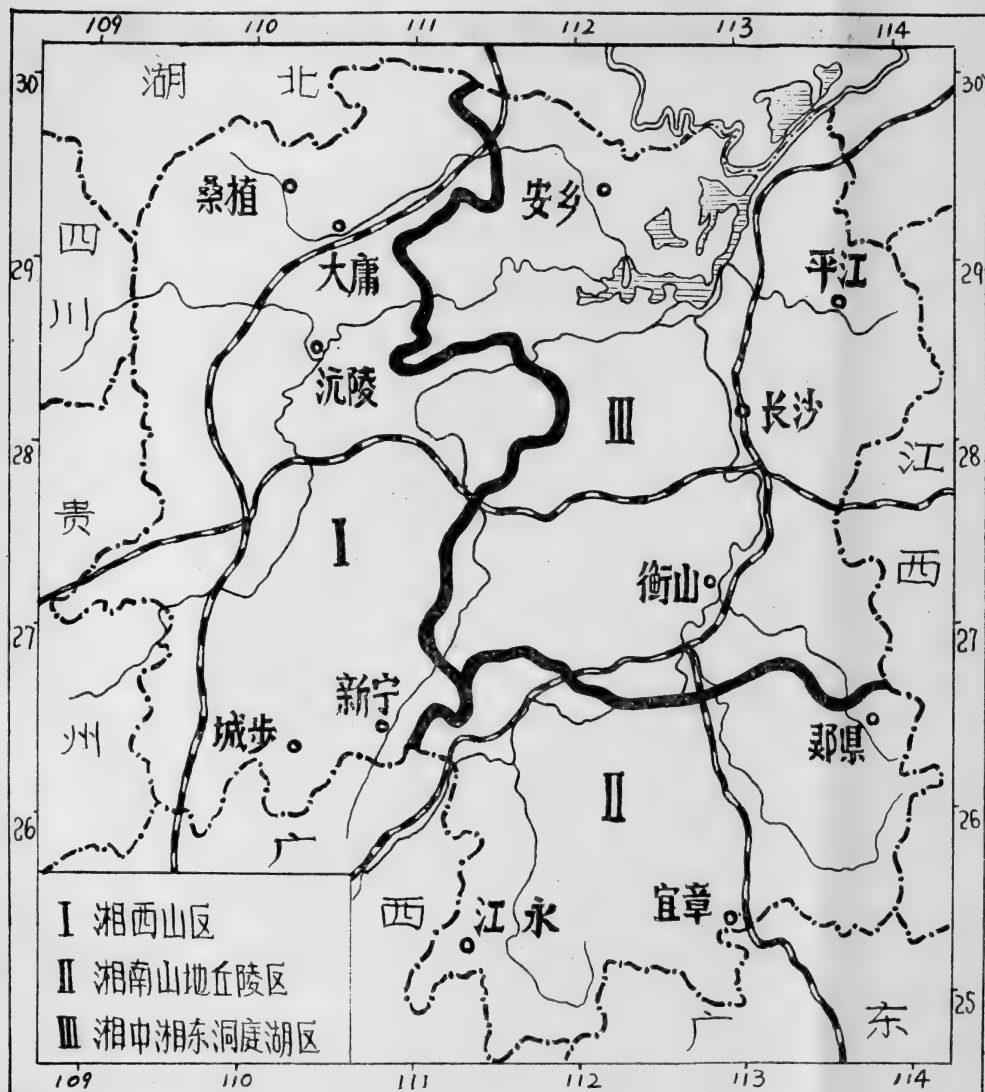 109 110 111 112 113 114
30 湖 北 30
桑植 安乡
四
29 大庸 平江 29
川
沅陵 Ⅲ 长沙
28 江 28
贵 Ⅰ
衡山 西
27 27
新宁
州 城步 郧県
26 Ⅱ 26
广
Ⅰ 湘西山区
西 江永 宜章
Ⅱ 湘南山地丘陵区
25
广 东
Ⅲ 湘中湘东洞庭湖区
109 110 111 112 113 114